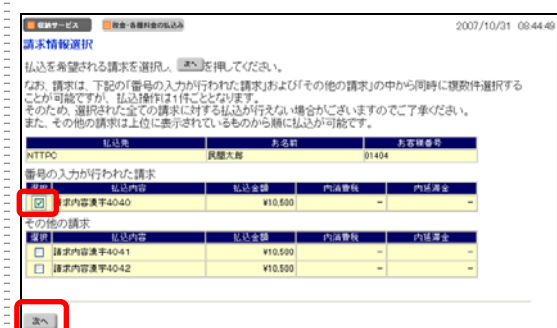 収納サービス 税金・各種料金の払込み 2007/10/31 08:44:49
請求情報選択
払込を希望される請求を選択し、 次へ を押してください。
なお、請求は、下記の「番号の入力が行われた請求」および「その他の請求」の中から同時に複数件選択する
ことが可能ですが、払込操作は1件ごととなります。
そのため、選択された全ての請求に対する払込が行えない場合がございますのでご了承ください。
また、その他の請求は上位に表示されているものから順に払込が可能です。
払込先 お名前 お客様番号
NTTPC 民間太郎 01404
番号の入力が行われた請求
選択 払込内容 払込金額 内消費税 内延滞金
請求内容漢字4040 ¥10,500 - -
その他の請求
選択 払込内容 払込金額 内消費税 内延滞金
請求内容漢字4041 ¥10,500 - -
請求内容漢字4042 ¥10,500 - -
次へ